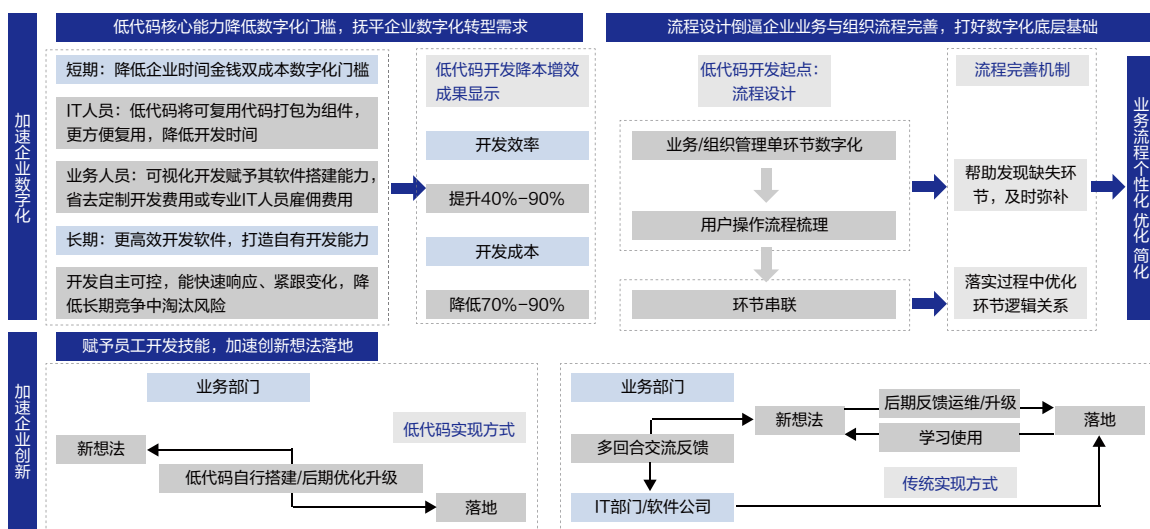 加速企业数字化
低代码核心能力降低数字化门槛，抚平企业数字化转型需求
短期：降低企业时间金钱双成本数字化门槛
IT人员：低代码将可复用代码打包为组件，
更方便复用，降低开发时间
业务人员：可视化开发赋予其软件搭建能力，
省去定制开发费用或专业IT人员雇佣费用
长期：更高效开发软件，打造自有开发能力
开发自主可控，能快速响应、紧跟变化，降
低长期竞争中淘汰风险
低代码开发降本增效
成果显示
开发效率
提升40%-90%
开发成本
降低70%-90%
流程设计倒逼企业业务与组织流程完善，打好数字化底层基础
低代码开发起点：
流程设计
业务/组织管理单环节数字化
用户操作流程梳理
环节串联
流程完善机制
帮助发现缺失环
节，及时弥补
落实过程中优化
环节逻辑关系
业务流程个性化 优化 简化
加速企业创新
赋予员工开发技能，加速创新想法落地
业务部门
低代码实现方式
新想法
低代码自行搭建/后期优化升级
落地
业务部门
多回合交流反馈
IT部门/软件公司
新想法
后期反馈运维/升级
学习使用
落地
传统实现方式